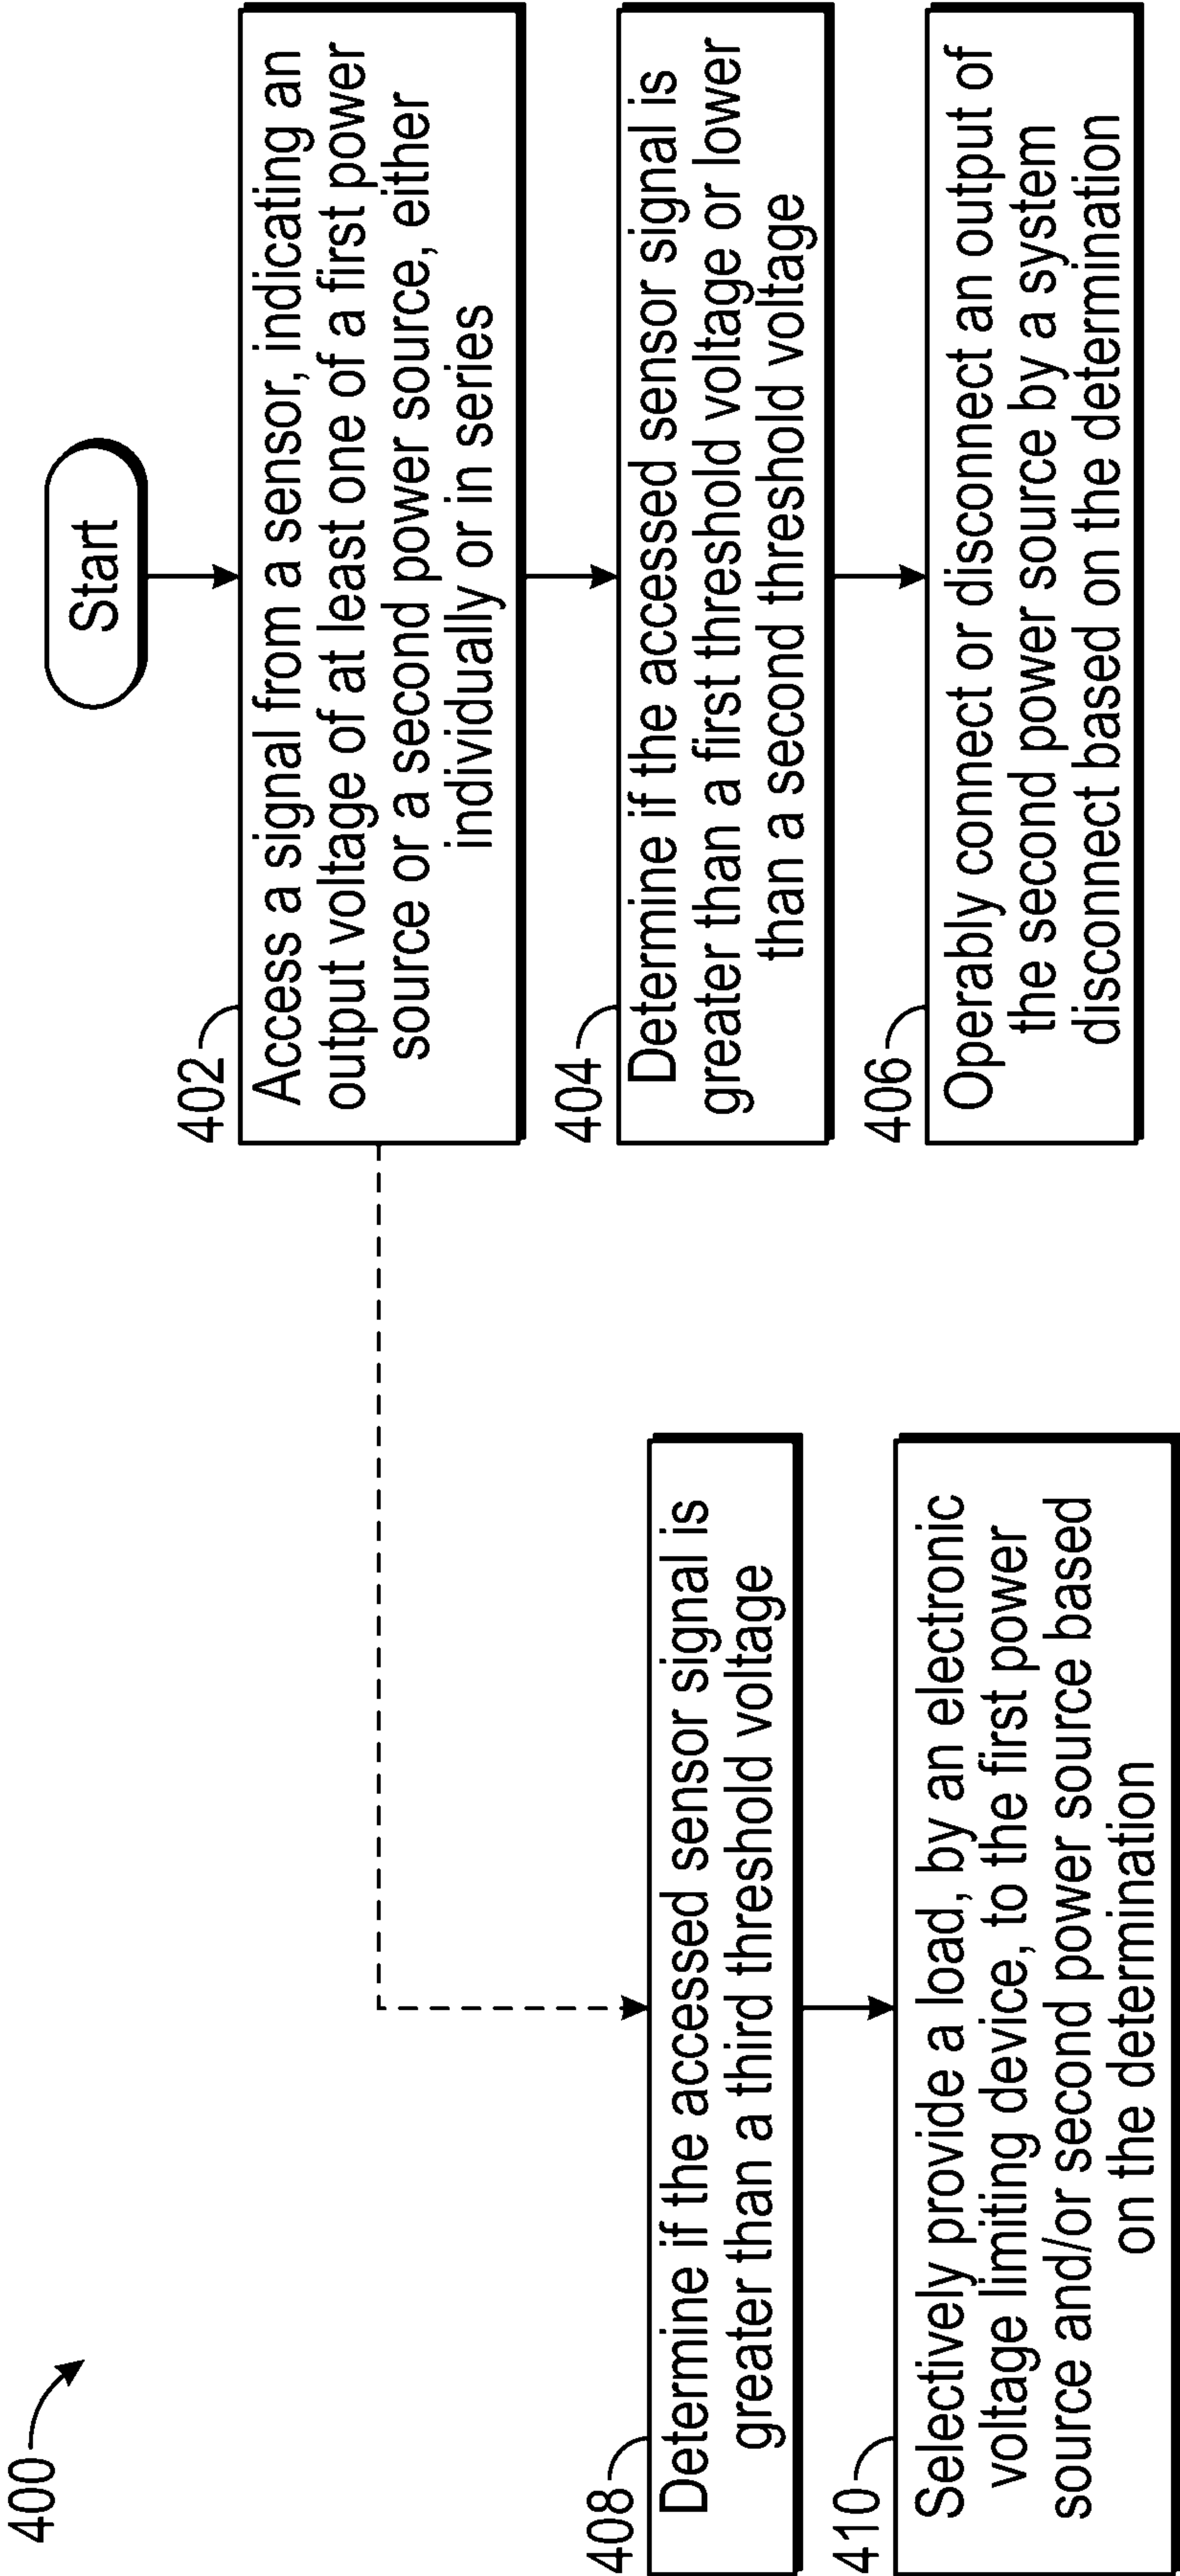 400
Start
402
Access a signal from a sensor, indicating an
output voltage of at least one of a first power
source or a second power source, either
individually or in series
404
Determine if the accessed sensor signal is
greater than a first threshold voltage or lower
than a second threshold voltage
406
Operably connect or disconnect an output of
the second power source by a system
disconnect based on the determination
408
Determine if the accessed sensor signal is
greater than a third threshold voltage
410
Selectively provide a load, by an electronic
voltage limiting device, to the first power
source and/or second power source based
on the determination